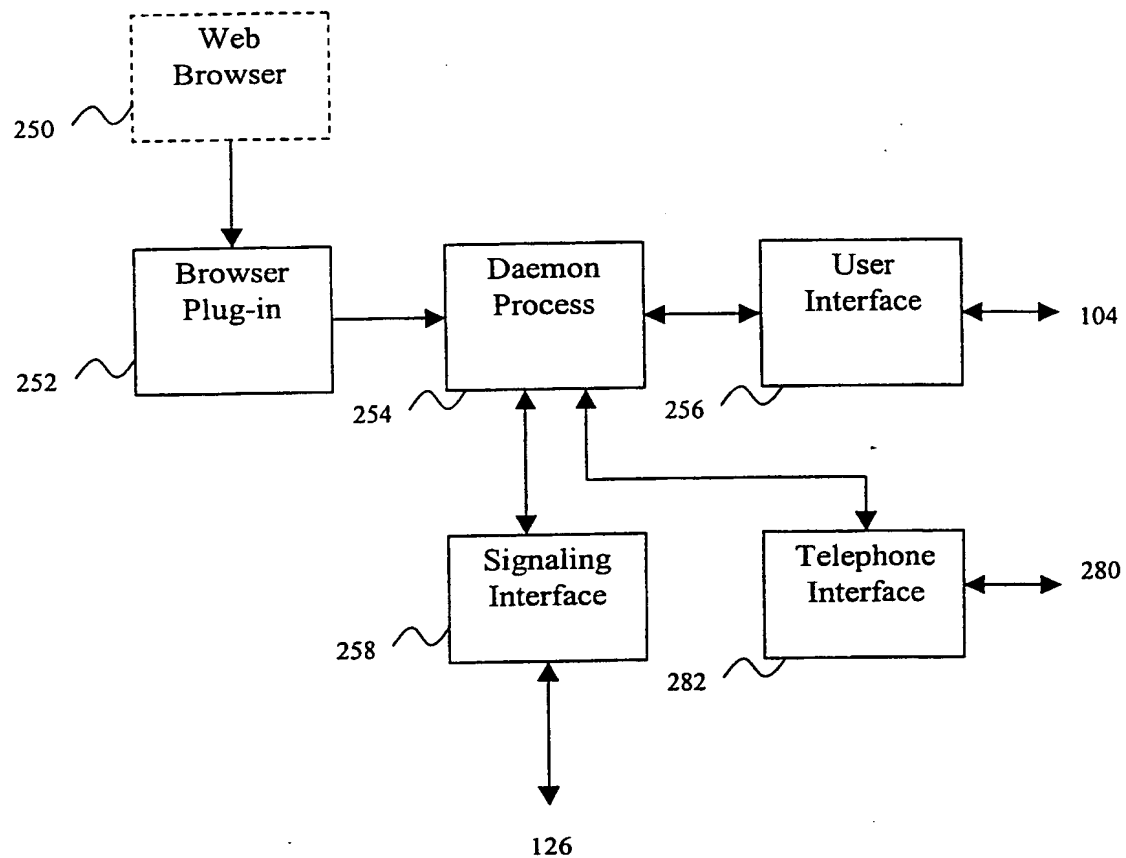 Web
Browser
250
Browser
Plug-in
252
Daemon
Process
254
User
Interface
256
104
Signaling
Interface
258
Telephone
Interface
282
280
126